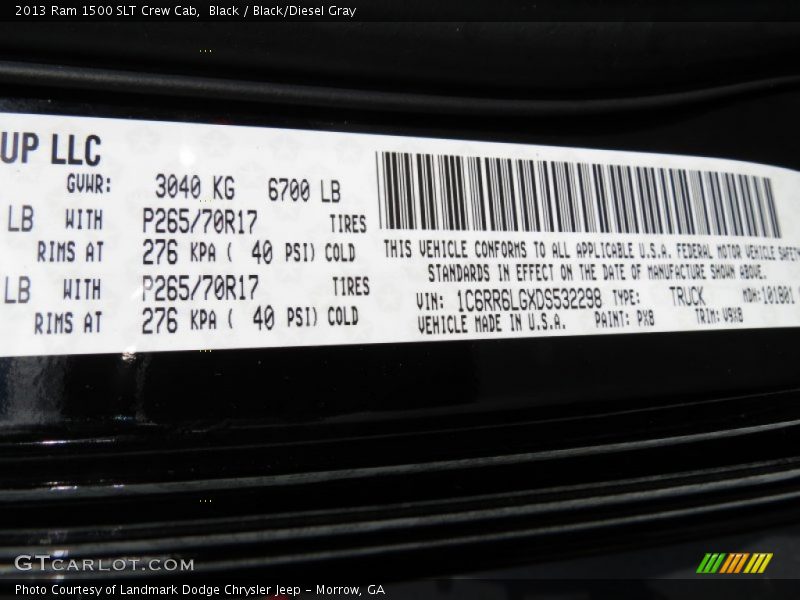 2013 Ram 1500 SLT Crew Cab,  Black / Black/Diesel Gray
UP LLC
GVWR: 3040 KG 6700 LB
LB WITH P265/70R17 TIRES
RIMS AT 276 KPA ( 40 PSI) COLD
LB WITH P265/70R17 TIRES
RIMS AT 276 KPA ( 40 PSI) COLD
THIS VEHICLE CONFORMS TO ALL APPLICABLE U.S.A. FEDERAL MOTOR VEHICLE SAFETY
STANDARDS IN EFFECT ON THE DATE OF MANUFACTURE SHOWN ABOVE.
VIN: 1C6RR6LGXDS532298 TYPE: TRUCK MDH:101801
VEHICLE MADE IN U.S.A. PAINT: PX8 TRIM: V9X8
GTCARLOT.COM
Photo Courtesy of Landmark Dodge Chrysler Jeep - Morrow, GA